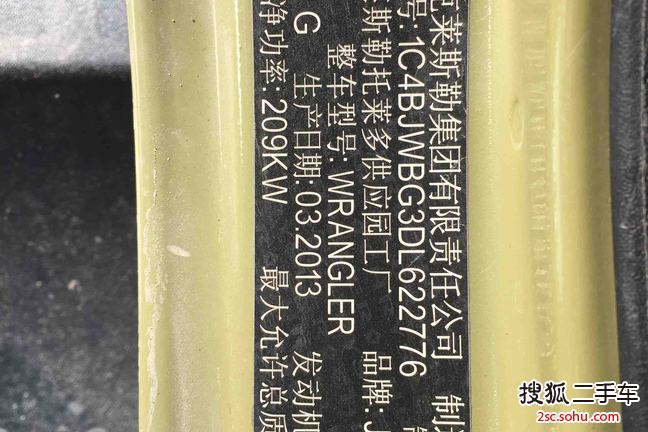 克莱斯勒集团有限责任公司 制造
号: 1C4BJWBG3DL622776
斯勒托莱多供应园工厂 品牌: J
整车型号: WRANGLER
G 生产日期: 03.2013 发动机
净功率: 209KW 最大允许总质
搜狐二手车
2sc.sohu.com